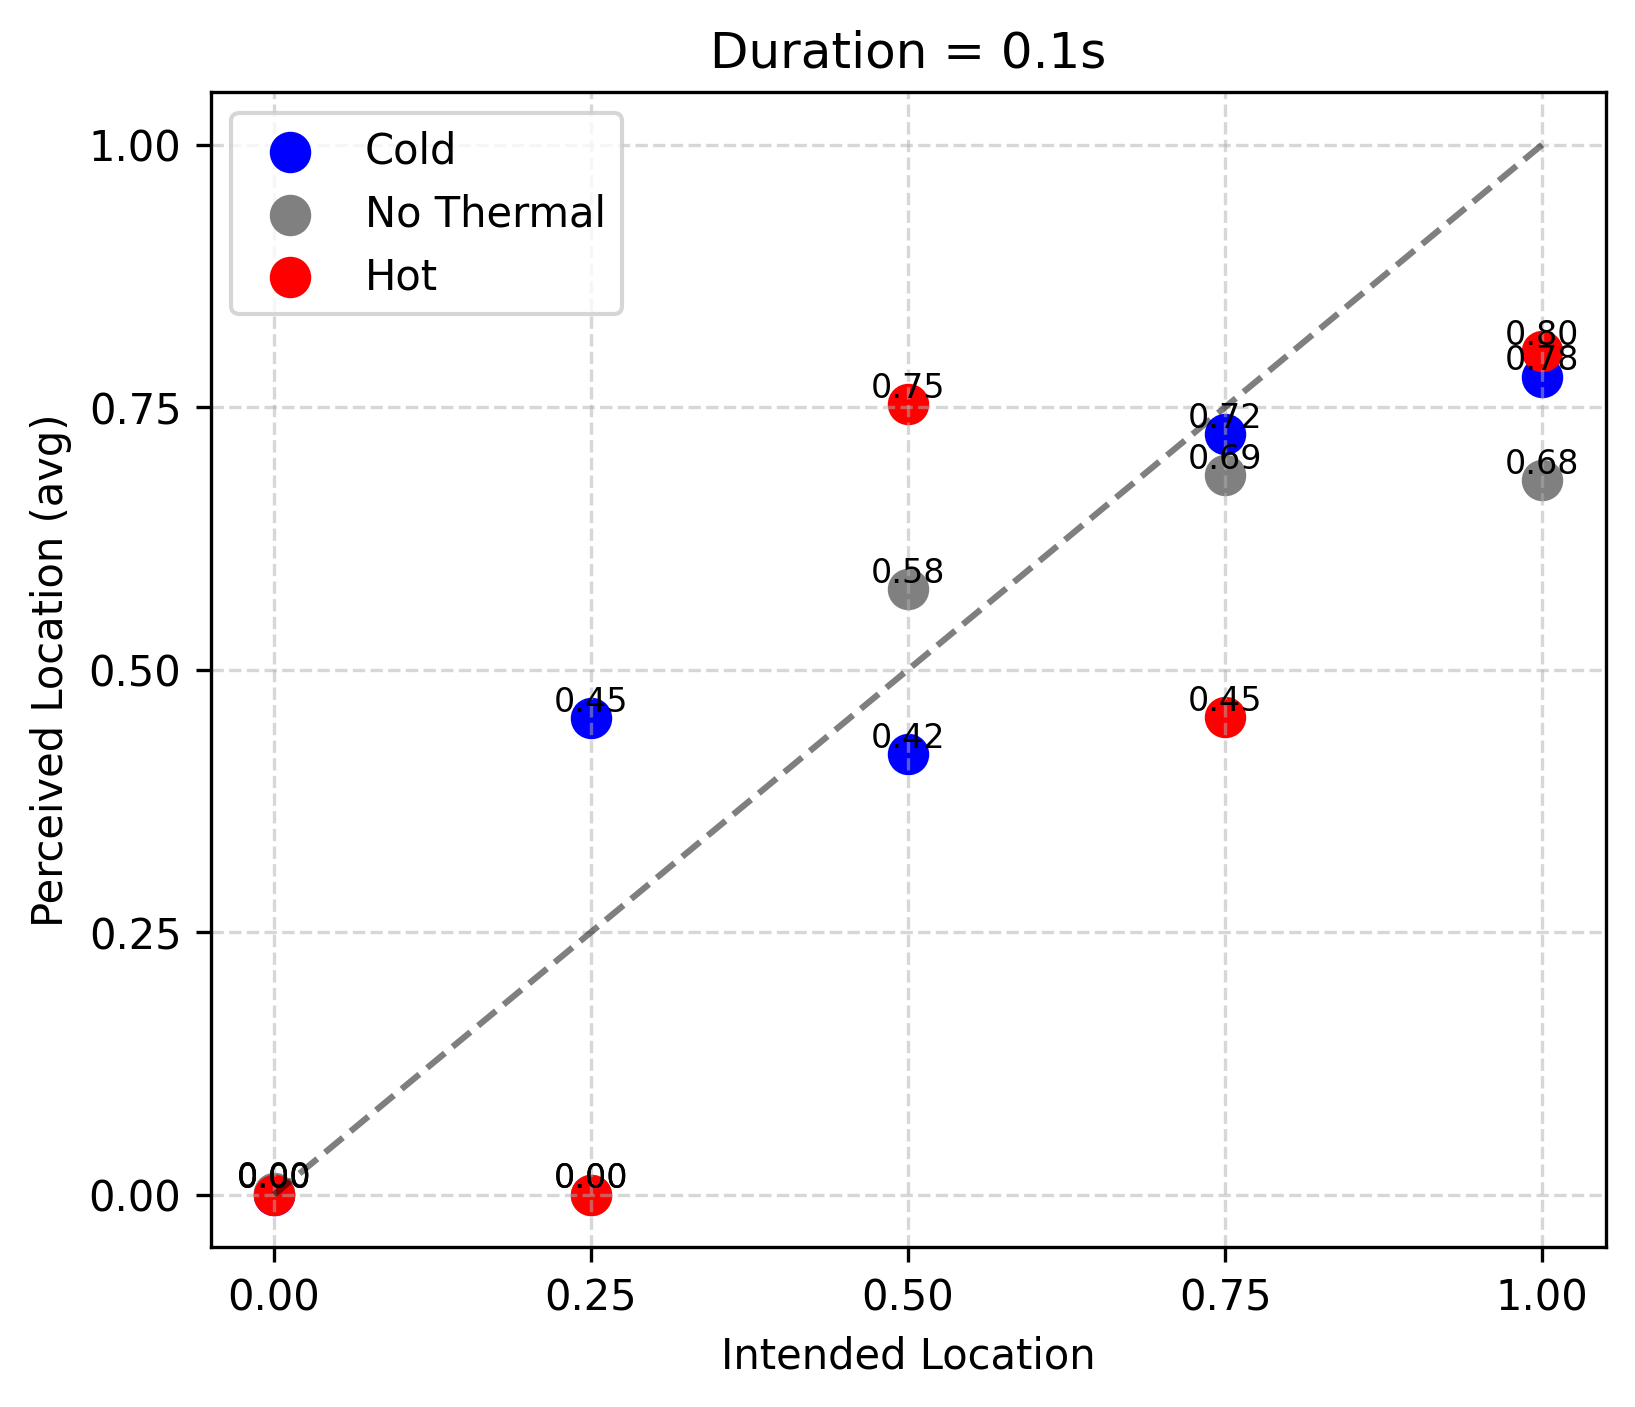 Duration = 0.1s
Cold
No Thermal
Hot
1.00
0.75
0.50
0.25
0.00
Perceived Location (avg)
0.80
0.78
0.75
0.72
0.69
0.68
0.58
0.45
0.45
0.42
0.00
0.00
0.00 0.25 0.50 0.75 1.00
Intended Location